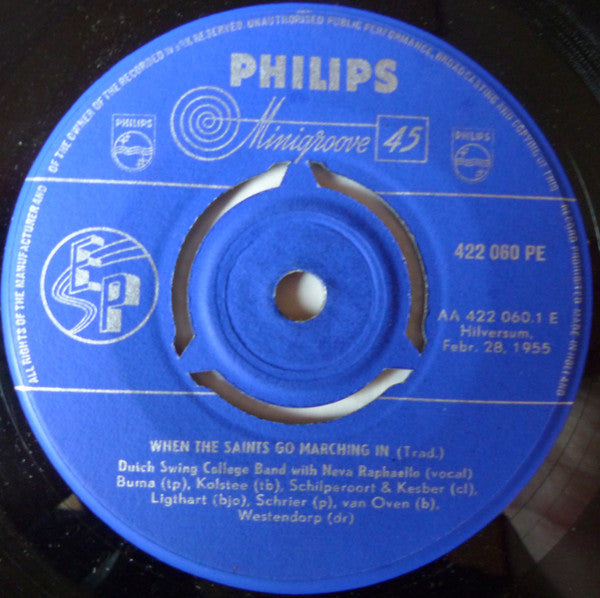 ALL RIGHTS OF THE MANUFACTURER AND OF THE OWNER OF THE RECORDED WORK RESERVED. UNAUTHORISED PUBLIC PERFORMANCE, BROADCASTING AND COPYING OF THIS RECORD PROHIBITED MADE IN HOLLAND
PHILIPS
PHILIPS
Minigroove 45
PHILIPS
ESP
422 060 PE
AA 422 060.1 E
Hilversum,
Febr. 28, 1955
WHEN THE SAINTS GO MARCHING IN (Trad.)
Dutch Swing College Band with Neva Raphaello (vocal)
Burna (tp), Kolstee (tb), Schilperoort & Kesber (cl),
Ligthart (bjo), Schrier (p), van Oven (b),
Westendorp (dr)